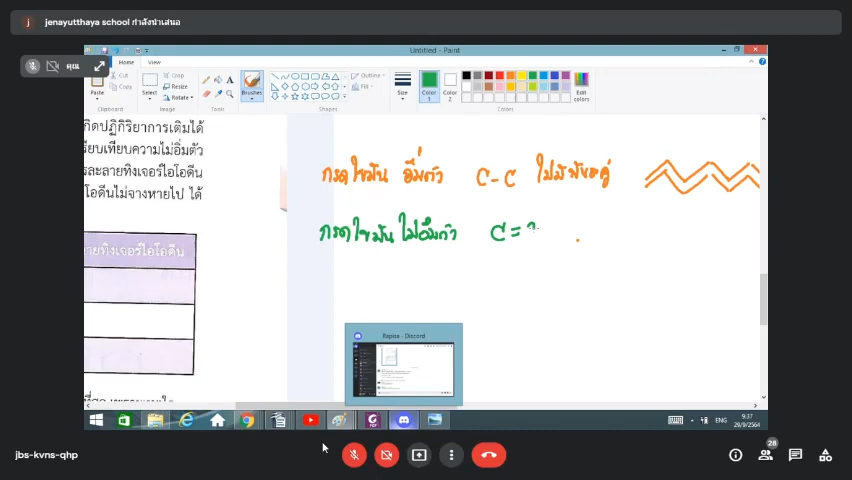 jenayutthaya school กำลังนำเสนอ
Untitled - Paint
คุณ
Home View
Cut
Copy
Paste
Clipboard
Select
Crop
Resize
Rotate
Image
A
Tools
Brushes
Outline
Fill
Shapes
Size
Color 1
Color 2
Edit colors
Colors
กิดปฏิกิริยาการเติมได้
รียบเทียบความไม่อิ่มตัว
รละลายทิงเจอร์ไอโอดีน
โอดีนไม่จางหายไป ได้
ลายทิงเจอร์ไอโอดีน
กรดไขมัน อิ่มตัว C-C ไม่มีพันธะคู่
กรดไขมัน ไม่อิ่มตัว C =
Rapise - Discord
ENG
9:37
29/9/2564
jbs-kvns-qhp
28